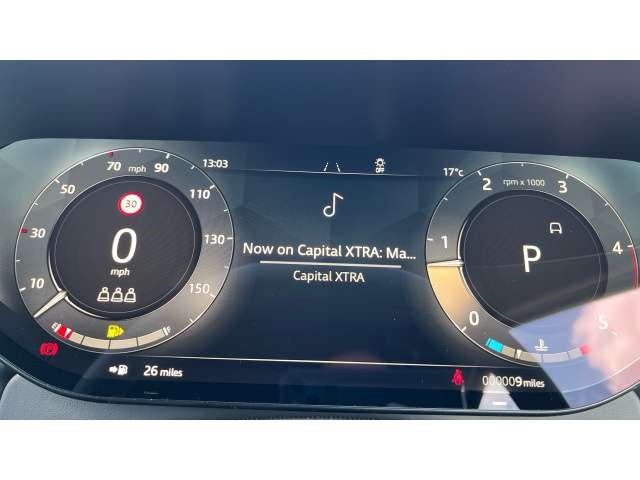 70 mph 90
13:03
OFF
17°c
2 rpm x 1000 3
50
110
30
1
4
30
130
0
mph
Now on Capital XTRA: Ma...
Capital XTRA
P
10
150
0
5
F
26 miles
000009 miles